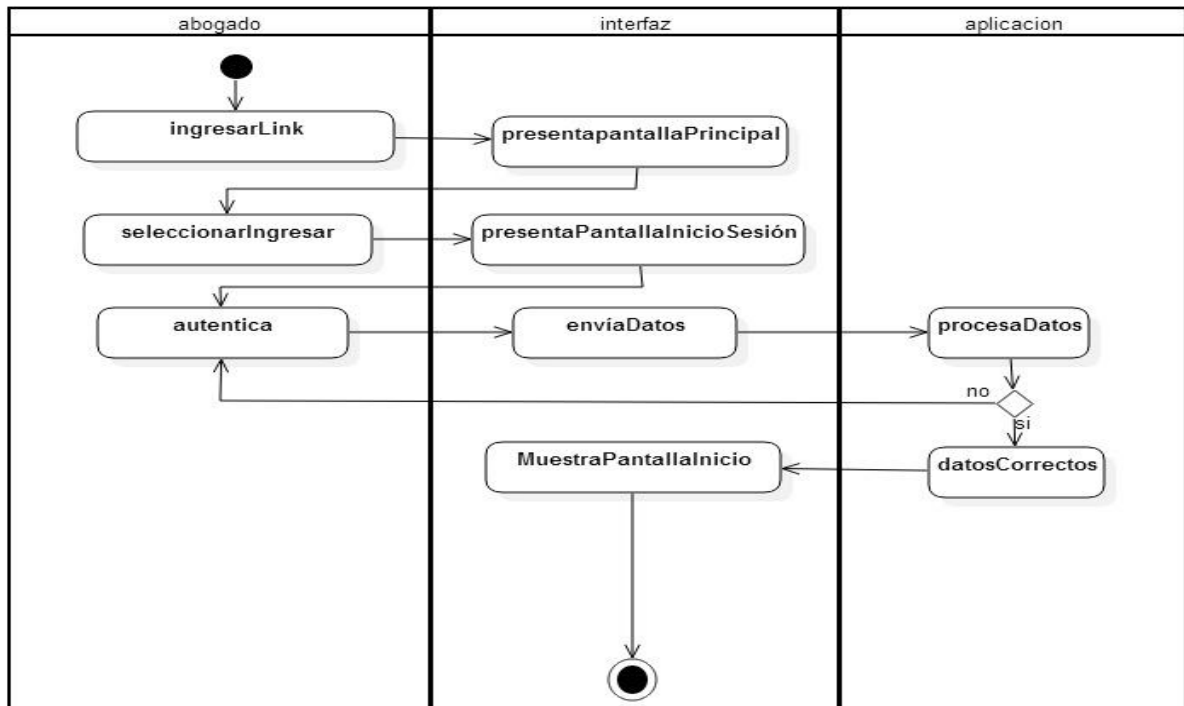 abogado
interfaz
aplicacion
ingresarLink
presentapantallaPrincipal
seleccionarIngresar
presentaPantallaInicioSesión
autentica
envíaDatos
procesaDatos
no
si
MuestraPantallaInicio
datosCorrectos